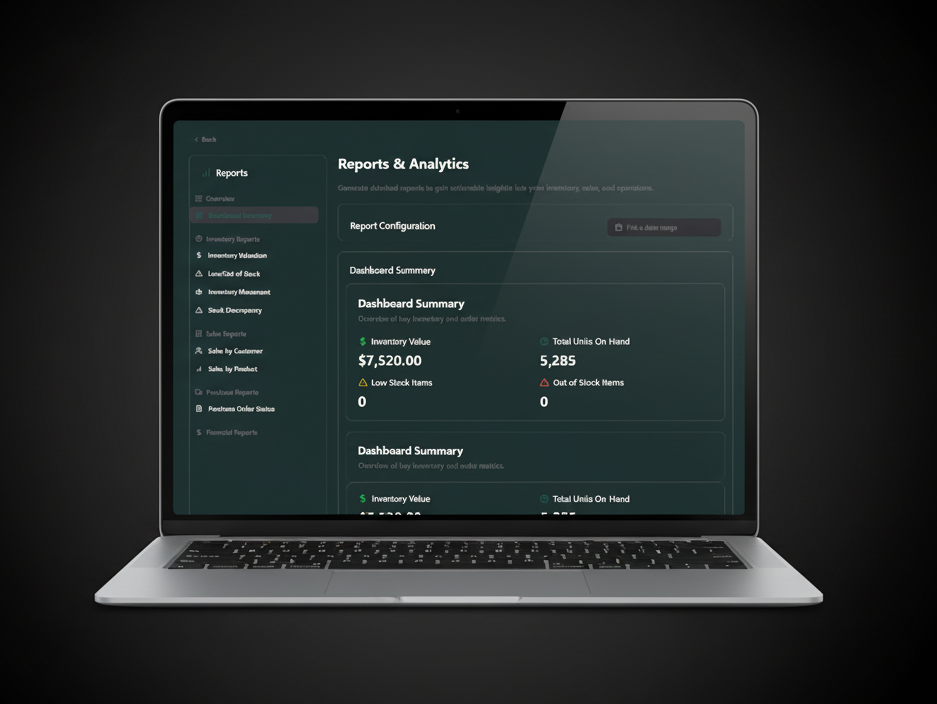 Back
Reports
Overview
Dashboard Summary
Inventory Reports
Inventory Valuation
Low/End of Stock
Inventory Movement
Stock Discrepancy
Sales Reports
Sales by Customer
Sales by Product
Purchase Reports
Purchase Order Status
Financial Reports
Reports & Analytics
Generate detailed reports to gain actionable insights into your inventory, sales, and operations.
Report Configuration
Pick a date range
Dashboard Summary
Dashboard Summary
Overview of key inventory and order metrics.
Inventory Value
Total Units On Hand
$7,520.00
5,285
Low Stock Items
Out of Stock Items
0
0
Dashboard Summary
Overview of key inventory and order metrics.
Inventory Value
Total Units On Hand